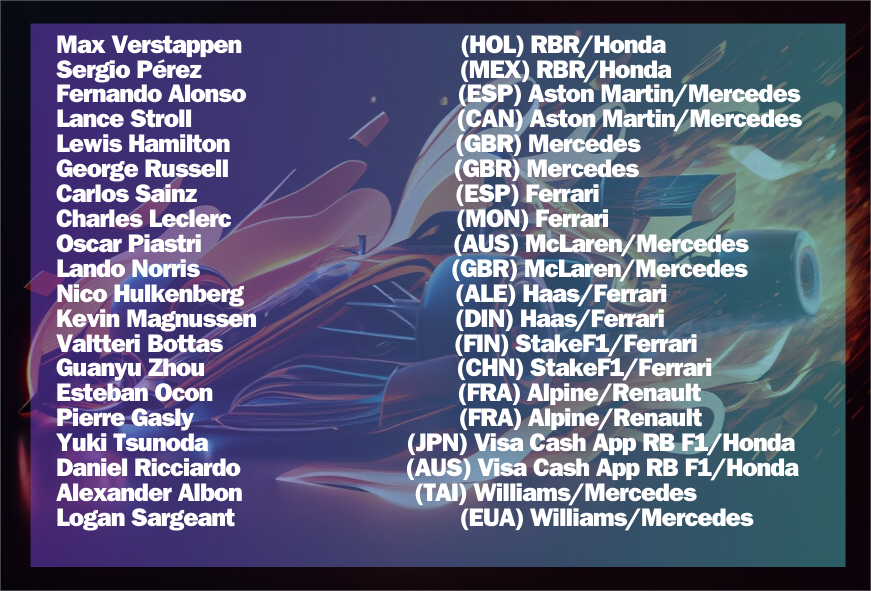 Max Verstappen (HOL) RBR/Honda
Sergio Pérez (MEX) RBR/Honda
Fernando Alonso (ESP) Aston Martin/Mercedes
Lance Stroll (CAN) Aston Martin/Mercedes
Lewis Hamilton (GBR) Mercedes
George Russell (GBR) Mercedes
Carlos Sainz (ESP) Ferrari
Charles Leclerc (MON) Ferrari
Oscar Piastri (AUS) McLaren/Mercedes
Lando Norris (GBR) McLaren/Mercedes
Nico Hulkenberg (ALE) Haas/Ferrari
Kevin Magnussen (DIN) Haas/Ferrari
Valtteri Bottas (FIN) StakeF1/Ferrari
Guanyu Zhou (CHN) StakeF1/Ferrari
Esteban Ocon (FRA) Alpine/Renault
Pierre Gasly (FRA) Alpine/Renault
Yuki Tsunoda (JPN) Visa Cash App RB F1/Honda
Daniel Ricciardo (AUS) Visa Cash App RB F1/Honda
Alexander Albon (TAI) Williams/Mercedes
Logan Sargeant (EUA) Williams/Mercedes